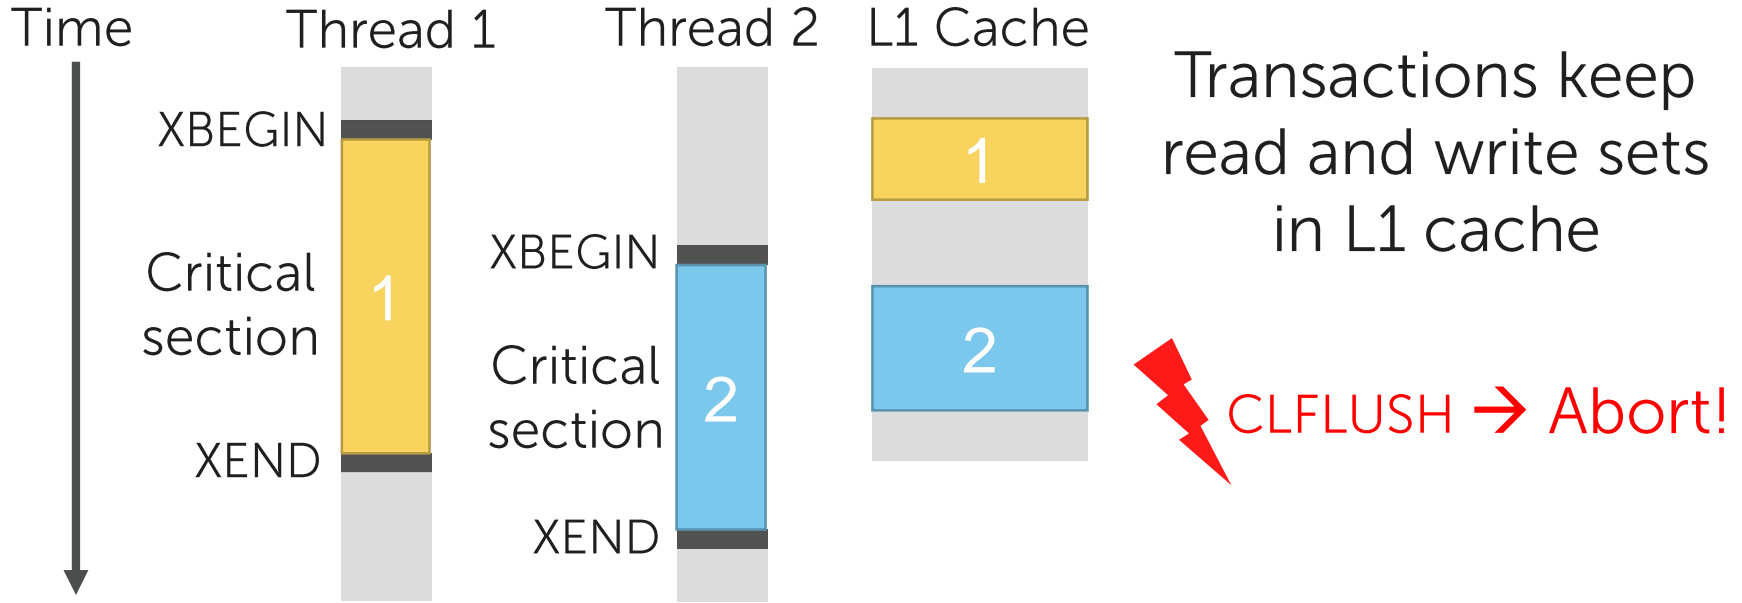 Time
Thread 1
Thread 2
L1 Cache
XBEGIN
Critical
section
1
XEND
XBEGIN
Critical
section
2
XEND
1
2
Transactions keep
read and write sets
in L1 cache
CLFLUSH → Abort!